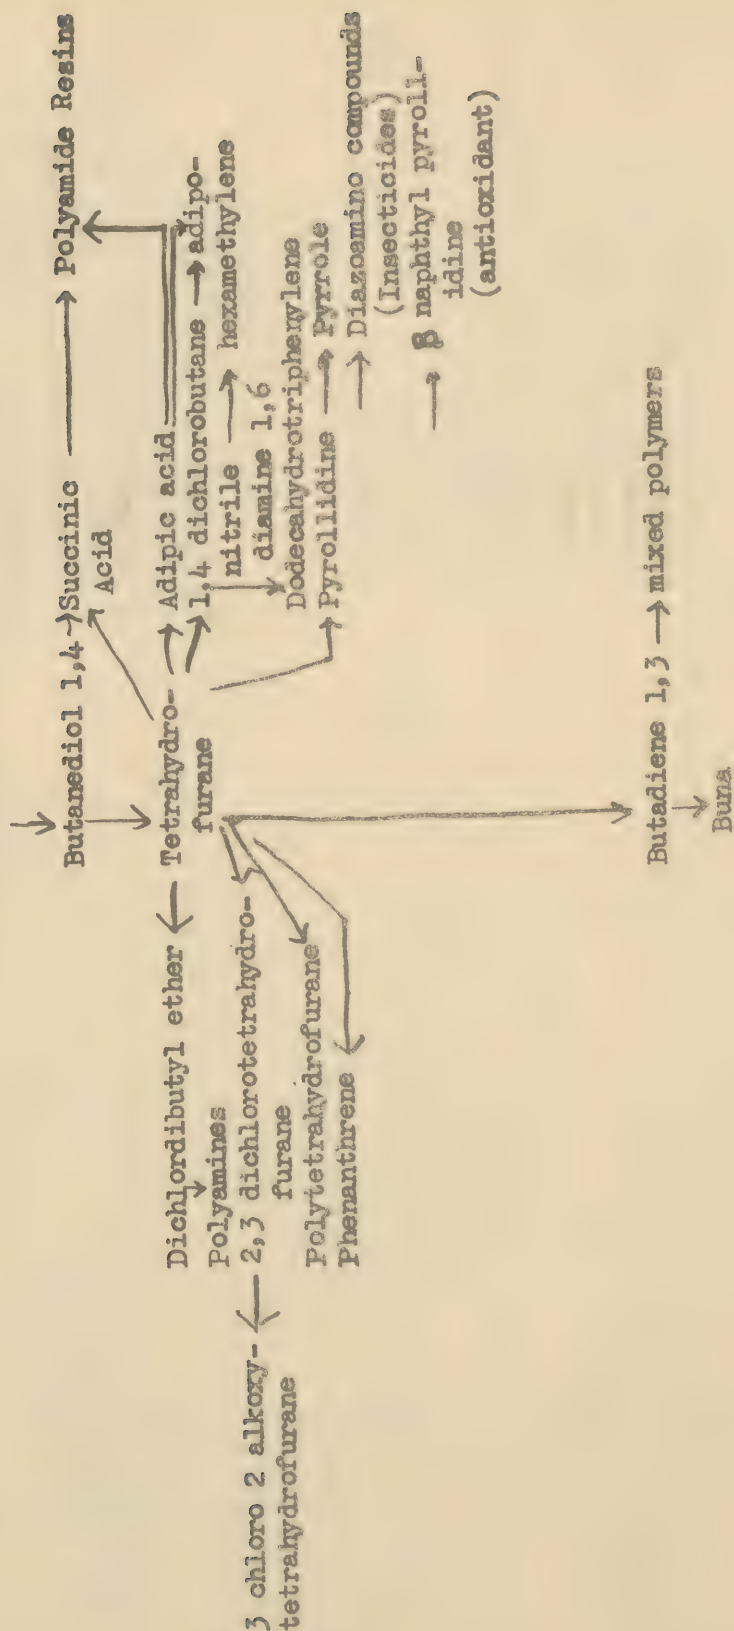 Butanediol 1,4→Succinic → Polyamide Resins
Acid
Dichlordibutyl ether ← Tetrahydro- → Adipic acid
furane
1,4 dichlorobutane → adipo-
nitrile → hexamethylene
diamine 1,6
Dodecahydrotriphenylene
Pyrollidine → Pyrrole
→ Diazoamino compounds
(Insecticides)
→ β naphthyl pyroll-
idine
(antioxidant)
Polyamines
3 chloro 2 alkoxy- ← 2,3 dichlorotetrahydro-
tetrahydrofurane
furane
Polytetrahydrofurane
Phenanthrene
Butadiene 1,3 → mixed polymers
Buna